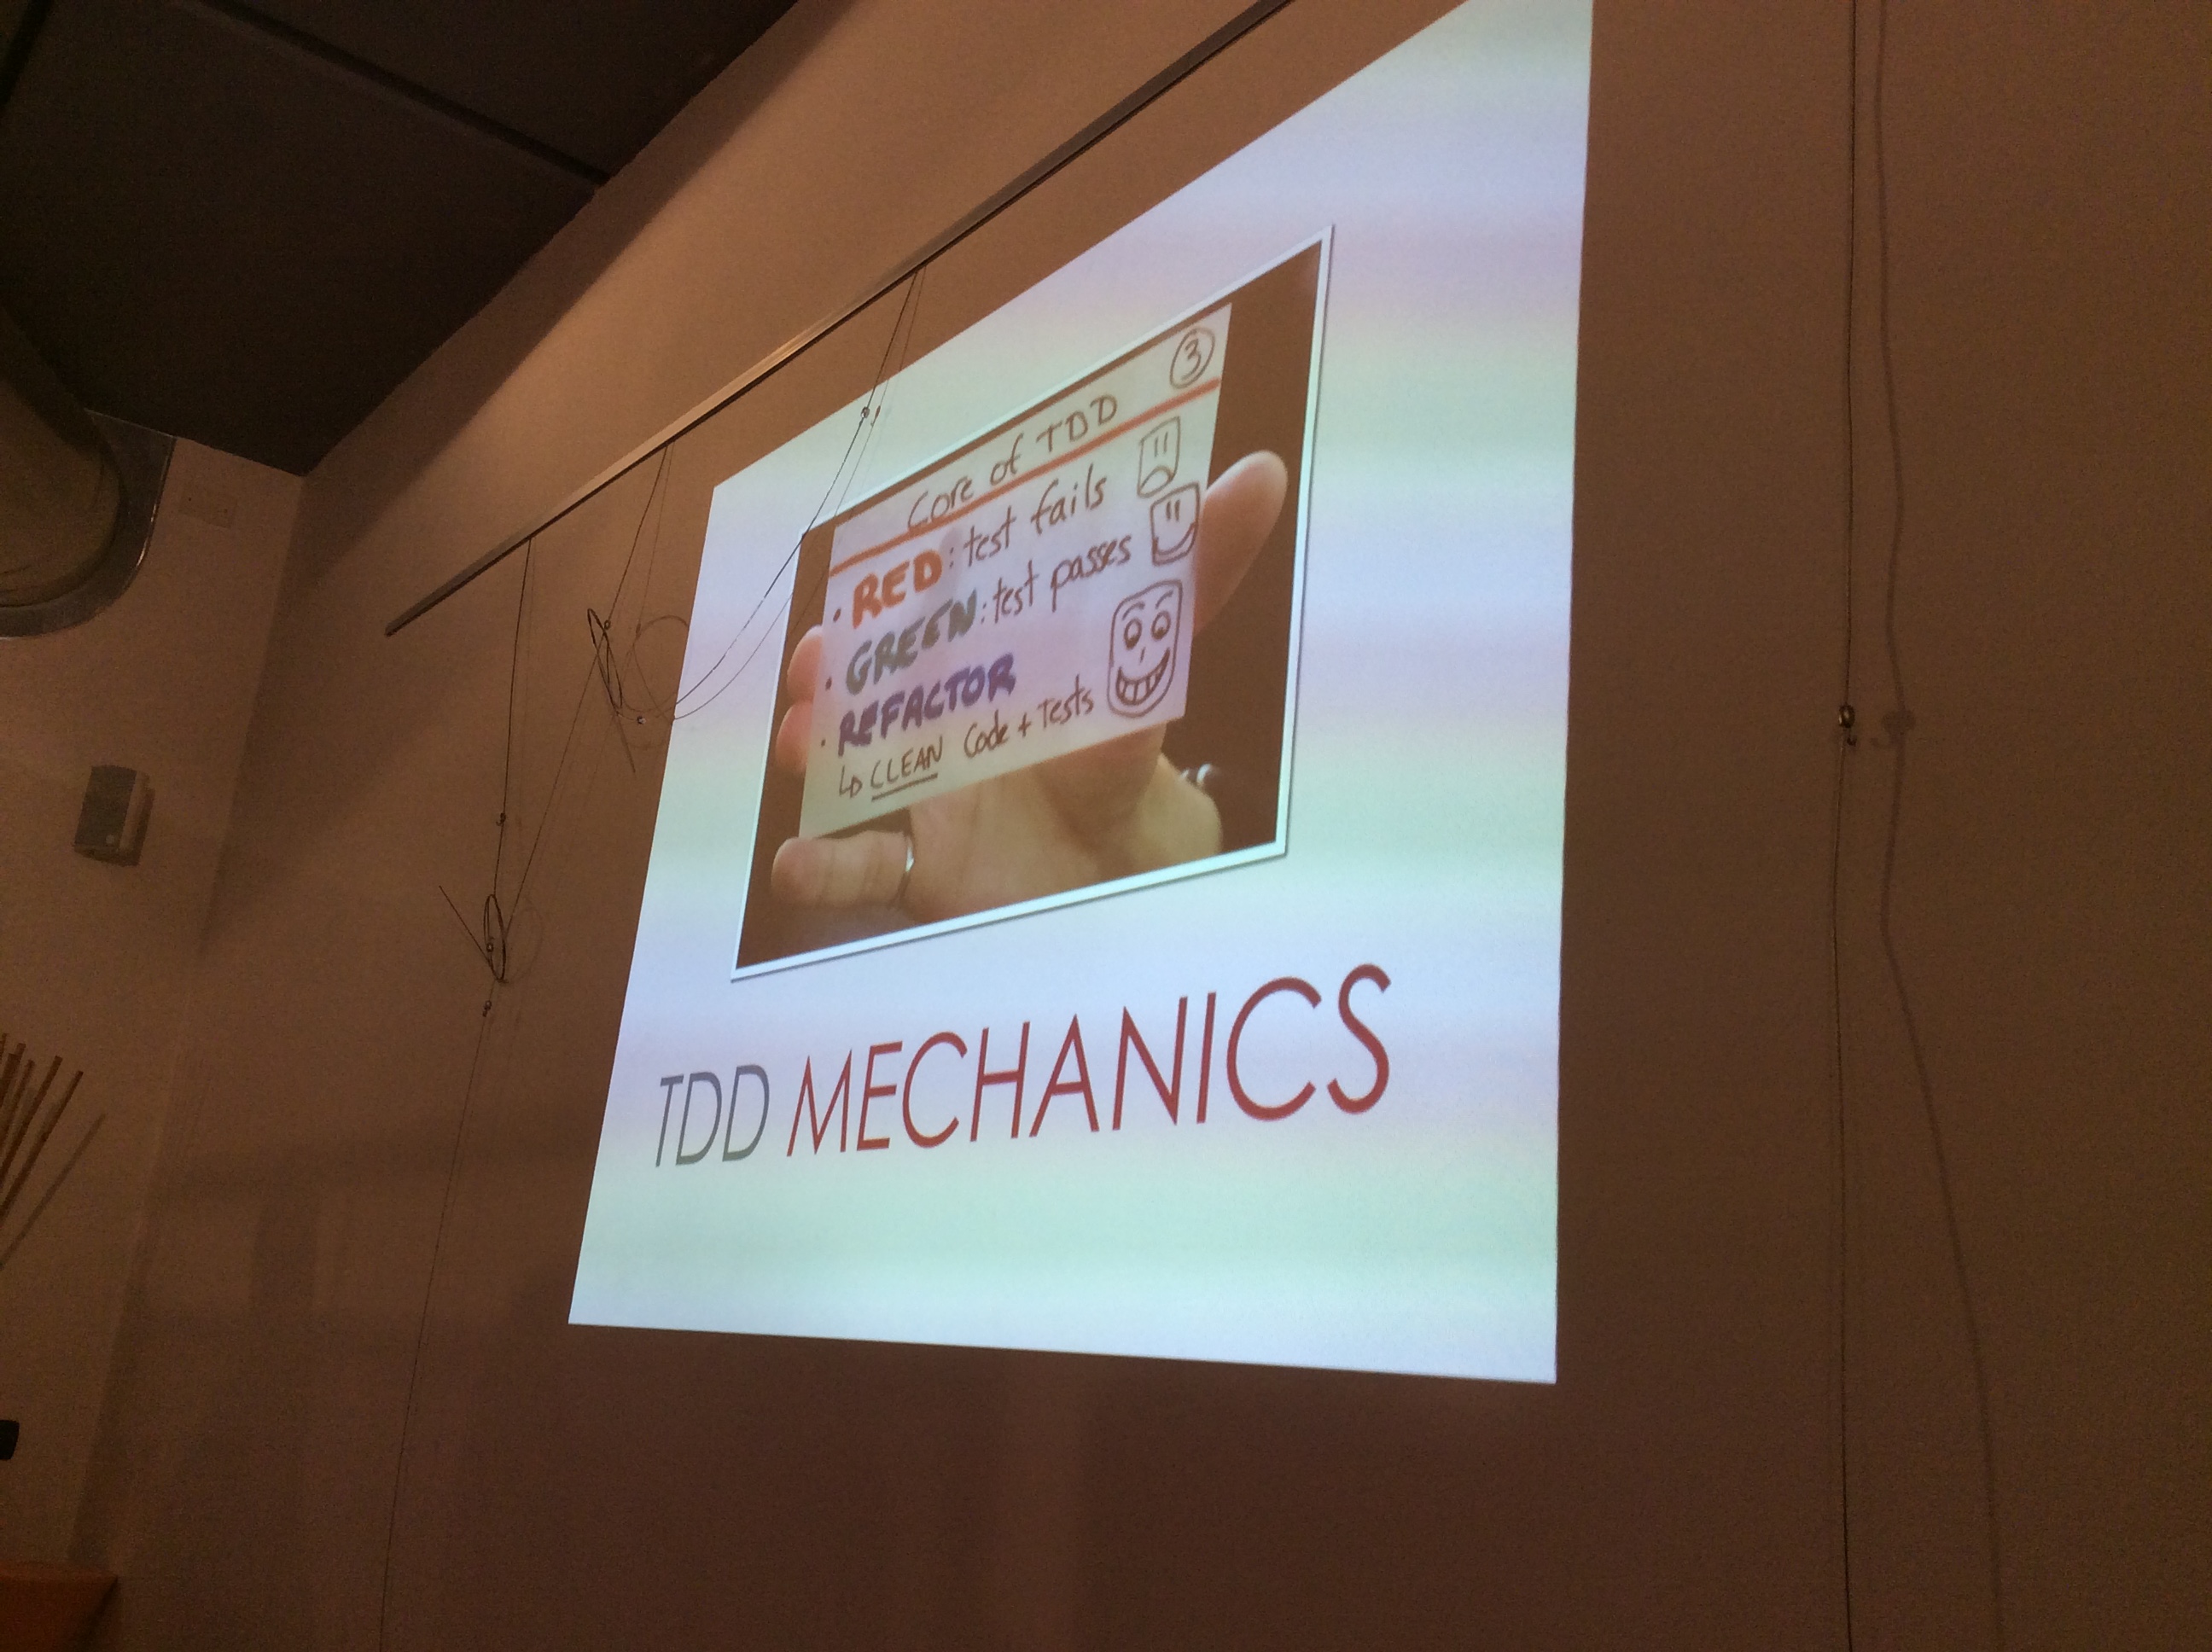 Core of TDD 3
• RED: test fails
• GREEN: test passes
• REFACTOR
CLEAN Code + Tests
TDD MECHANICS